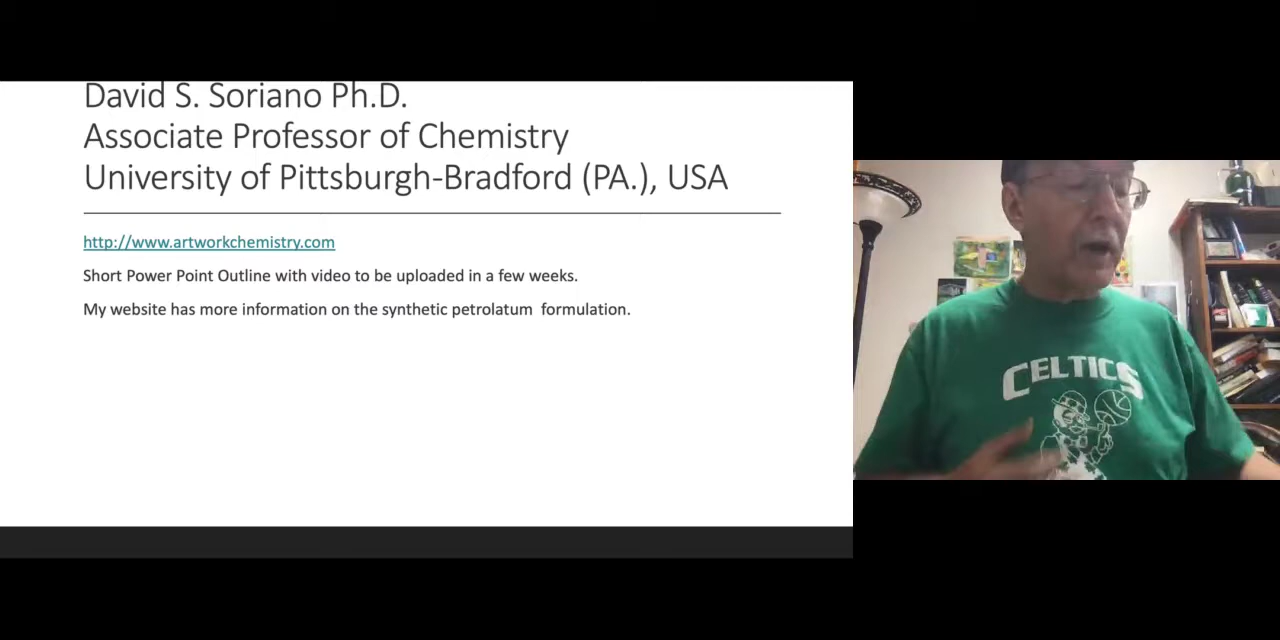 David S. Soriano Ph.D.
Associate Professor of Chemistry
University of Pittsburgh-Bradford (PA.), USA
http://www.artworkchemistry.com
Short Power Point Outline with video to be uploaded in a few weeks.
My website has more information on the synthetic petrolatum  formulation.
CELTICS